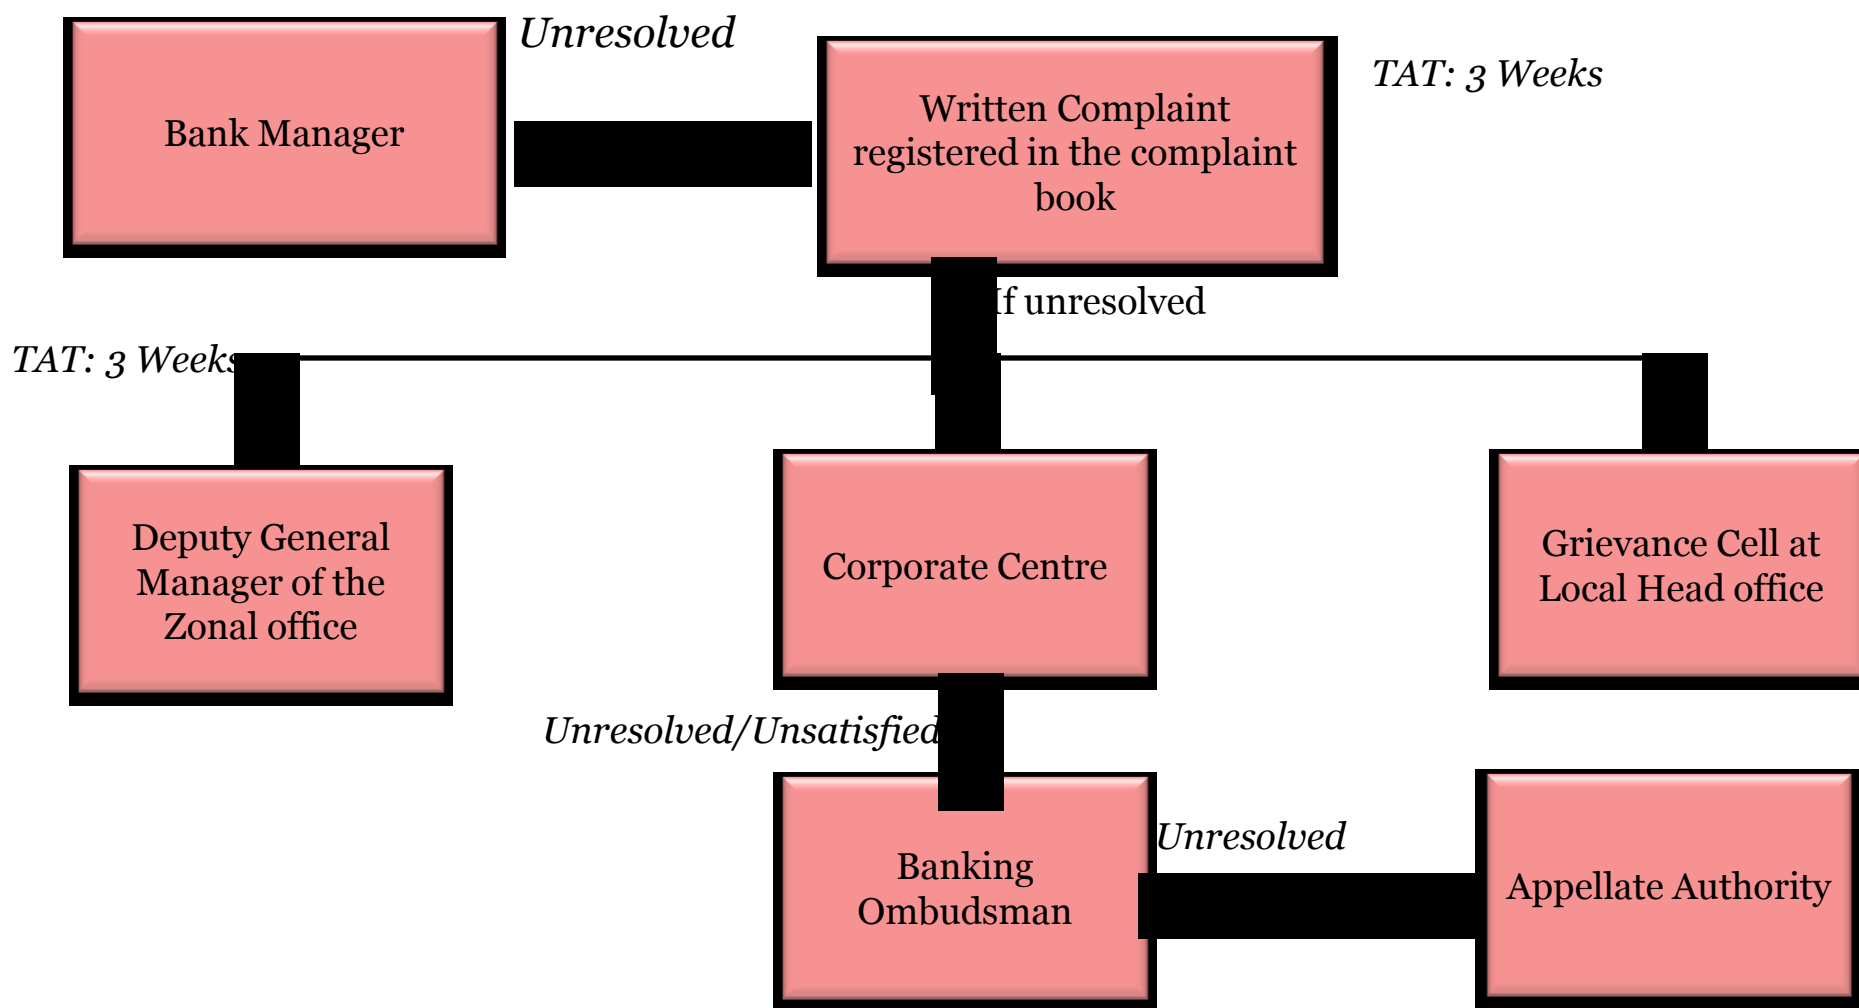 Unresolved
Bank Manager
Written Complaint
registered in the complaint
book
TAT: 3 Weeks
If unresolved
TAT: 3 Weeks
Deputy General
Manager of the
Zonal office
Corporate Centre
Grievance Cell at
Local Head office
Unresolved/Unsatisfied
Banking
Ombudsman
Unresolved
Appellate Authority